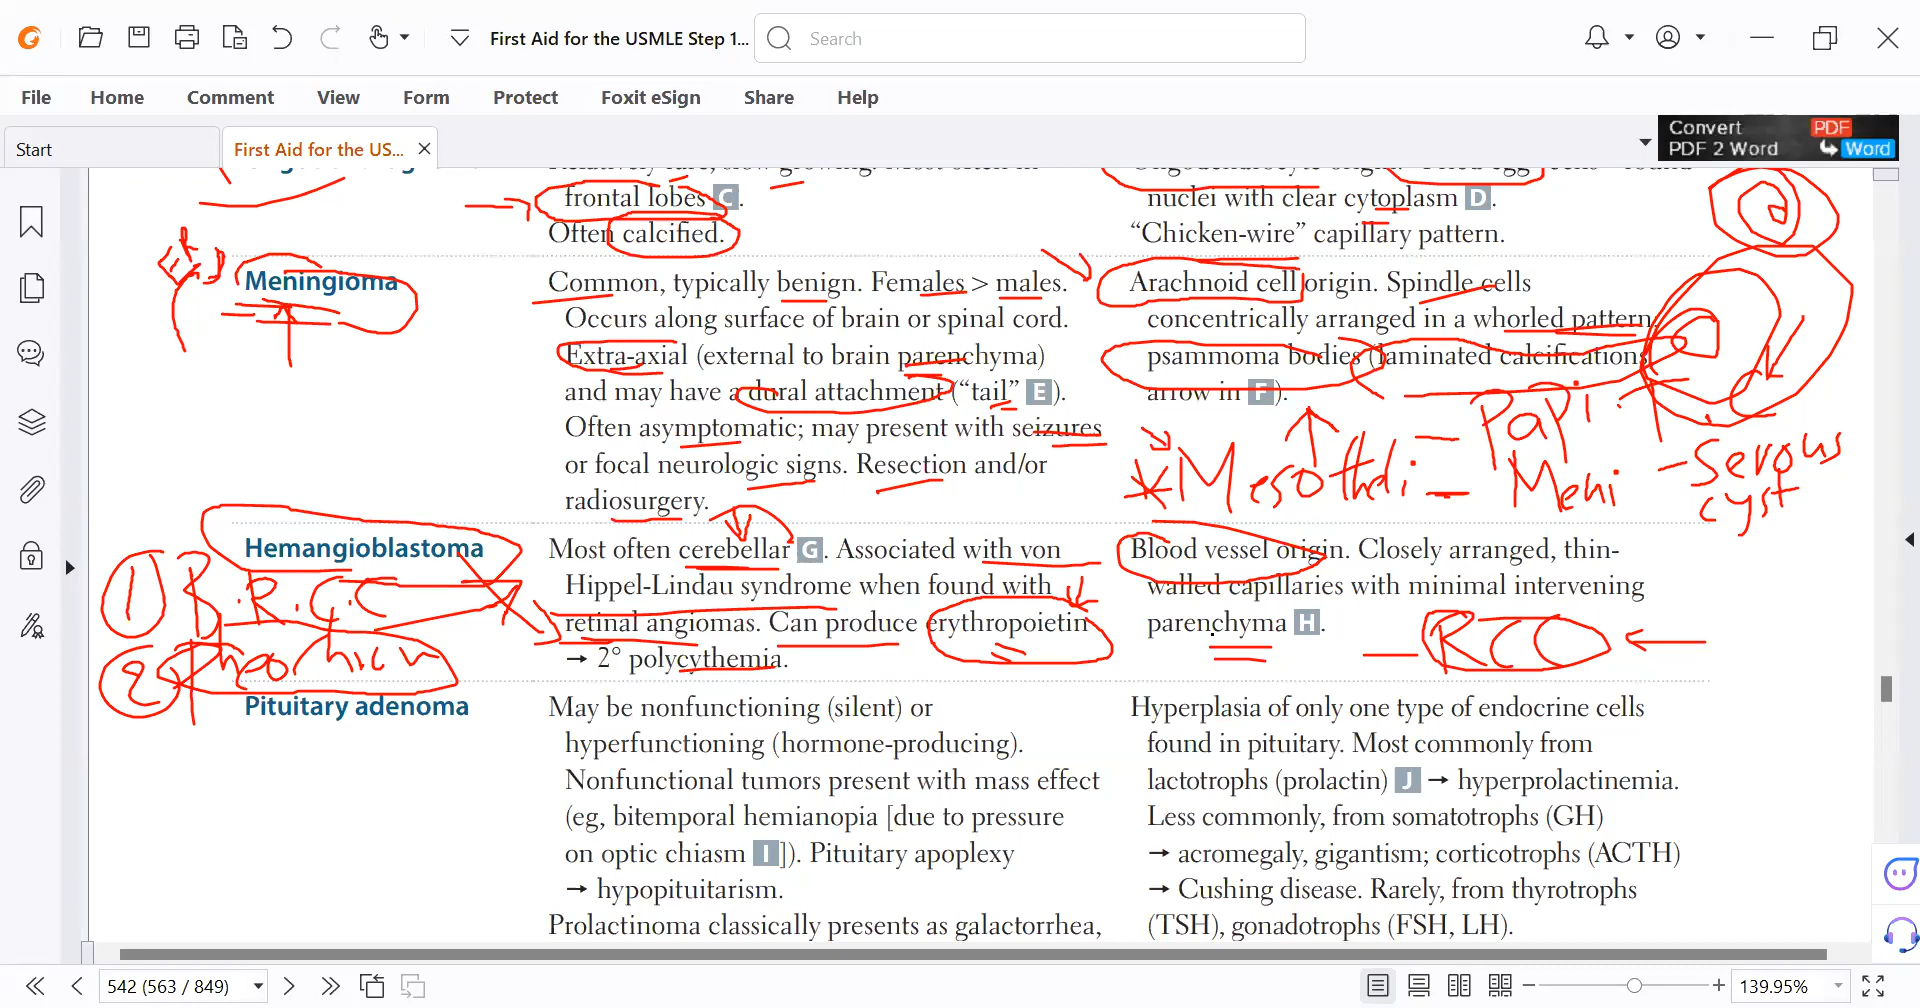 First Aid for the USMLE Step 1...
Search
File Home Comment View Form Protect Foxit eSign Share Help
Start
First Aid for the US...
Convert PDF
PDF 2 Word Word
frontal lobes C.
Often calcified.
nuclei with clear cytoplasm D.
“Chicken-wire” capillary pattern.
Meningioma
Common, typically benign. Females > males.
Occurs along surface of brain or spinal cord.
Extra-axial (external to brain parenchyma)
and may have a dural attachment (“tail” E).
Often asymptomatic; may present with seizures
or focal neurologic signs. Resection and/or
radiosurgery.
Arachnoid cell origin. Spindle cells
concentrically arranged in a whorled pattern;
psammoma bodies (laminated calcifications,
arrow in F).
Papi
Mesotheli - Meni - Serous
cyst
Hemangioblastoma
① R.R.C.C
② Pheochicm
Most often cerebellar G. Associated with von
Hippel-Lindau syndrome when found with
retinal angiomas. Can produce erythropoietin
→ 2° polycythemia.
Blood vessel origin. Closely arranged, thin-
walled capillaries with minimal intervening
parenchyma H.
RCC
Pituitary adenoma
May be nonfunctioning (silent) or
hyperfunctioning (hormone-producing).
Nonfunctional tumors present with mass effect
(eg, bitemporal hemianopia [due to pressure
on optic chiasm I]). Pituitary apoplexy
→ hypopituitarism.
Prolactinoma classically presents as galactorrhea,
Hyperplasia of only one type of endocrine cells
found in pituitary. Most commonly from
lactotrophs (prolactin) J → hyperprolactinemia.
Less commonly, from somatotrophs (GH)
→ acromegaly, gigantism; corticotrophs (ACTH)
→ Cushing disease. Rarely, from thyrotrophs
(TSH), gonadotrophs (FSH, LH).
542 (563 / 849)
139.95%